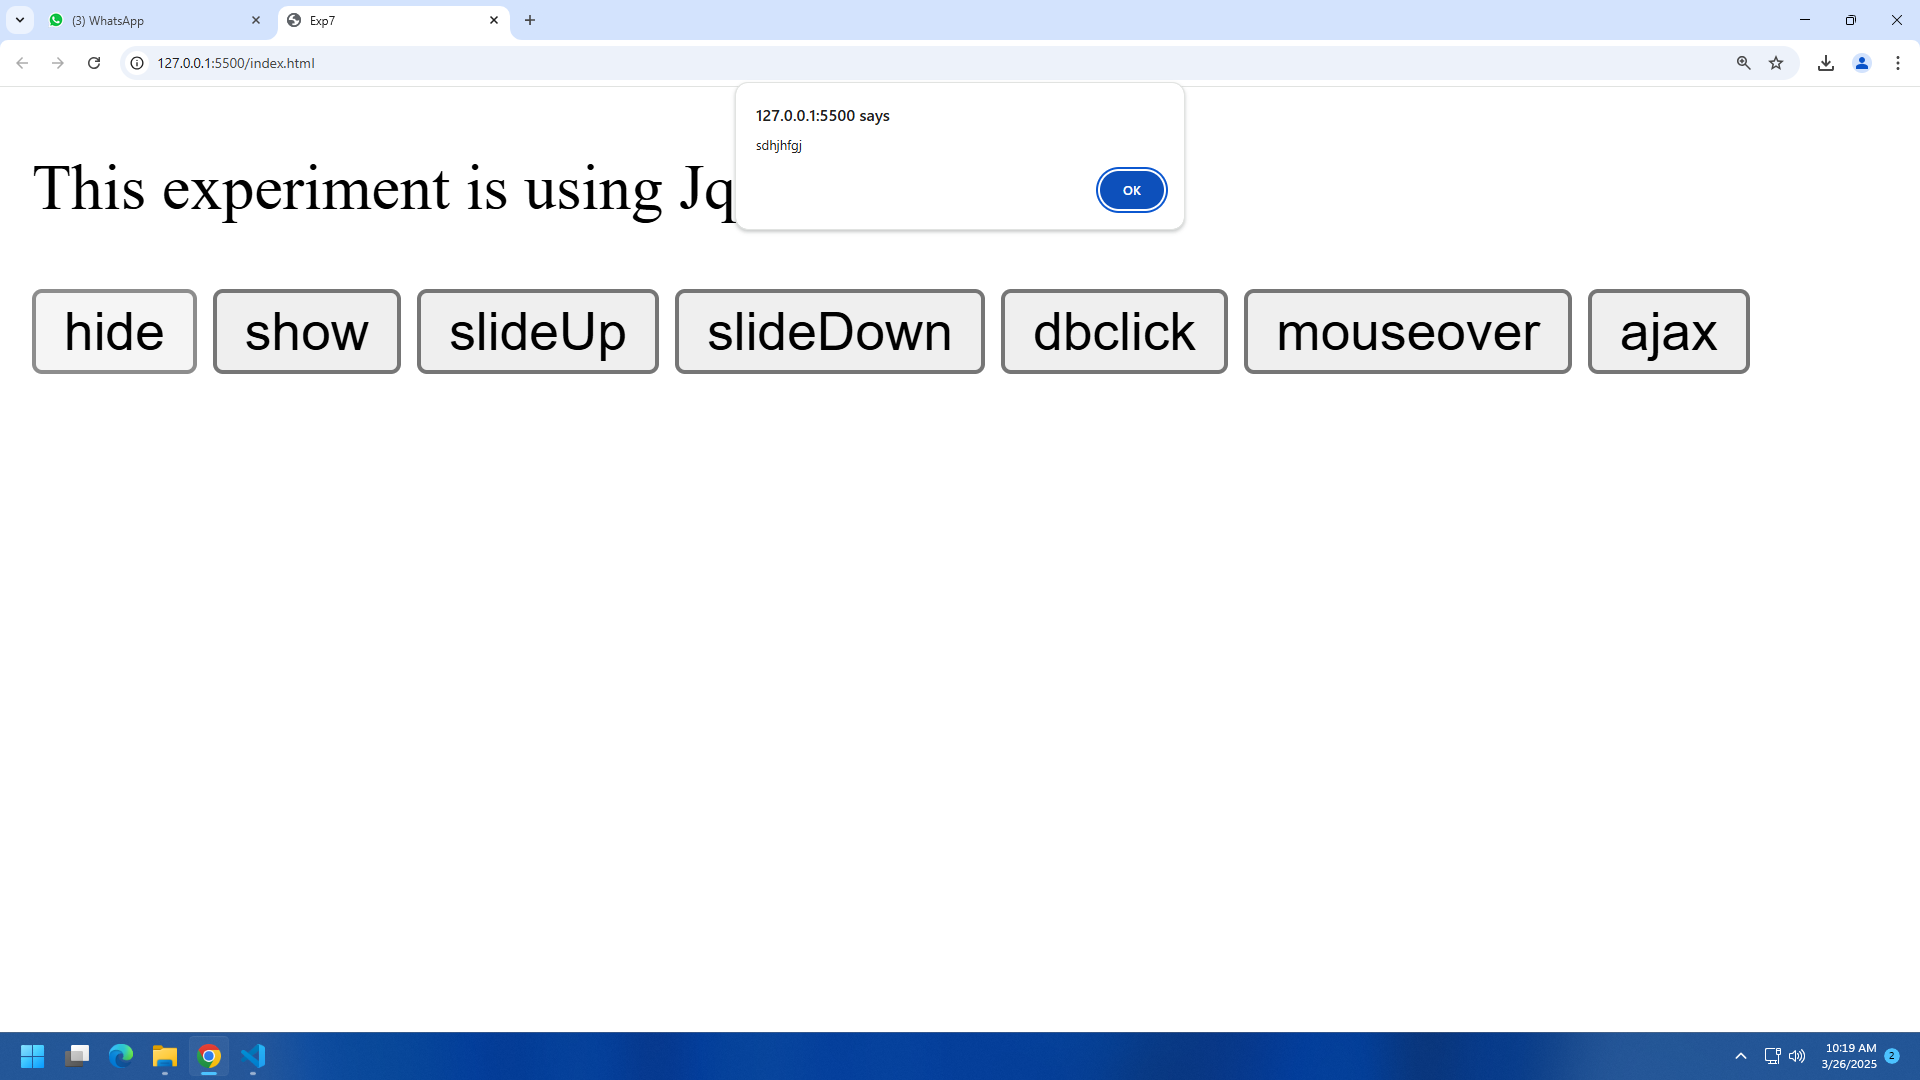 (3) WhatsApp
Exp7
127.0.0.1:5500/index.html
127.0.0.1:5500 says
sdhjhfgj
OK
This experiment is using Jq
hide show slideUp slideDown dbclick mouseover ajax
10:19 AM
3/26/2025
2